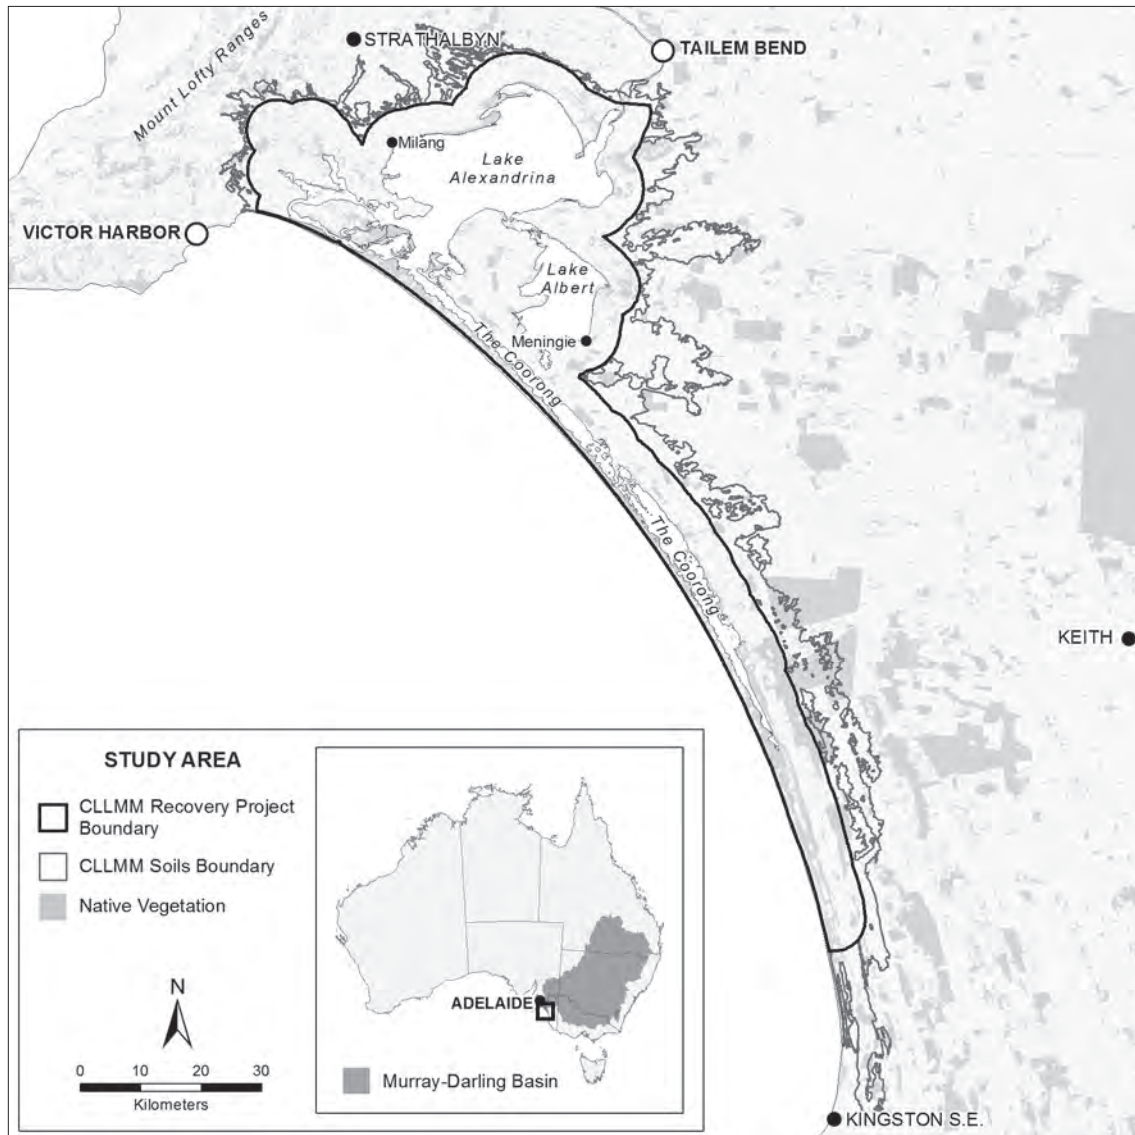 Mount Lofty Ranges
STRATHALBYN
TAILEM BEND
Milang
Lake
Alexandrina
VICTOR HARBOR
Lake
Albert
Meningie
The Coorong
The Coorong
KEITH
STUDY AREA
CLLMM Recovery Project
Boundary
CLLMM Soils Boundary
Native Vegetation
N
0 10 20 30
Kilometers
ADELAIDE
Murray-Darling Basin
KINGSTON S.E.